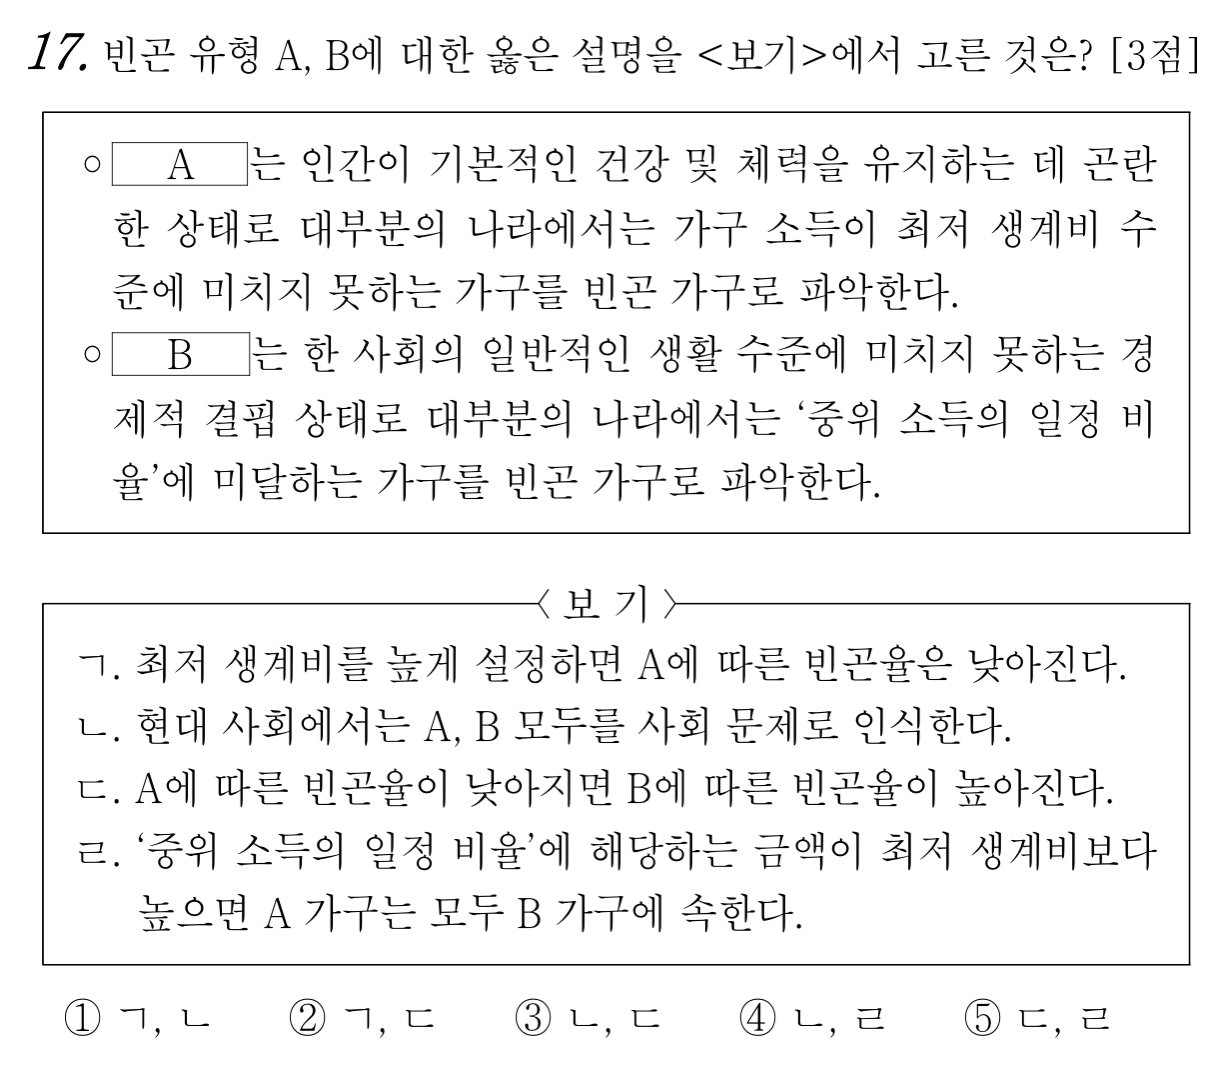 17. 빈곤 유형 A, B에 대한 옳은 설명을 <보기>에서 고른 것은? [3점]
○ A 는 인간이 기본적인 건강 및 체력을 유지하는 데 곤란
한 상태로 대부분의 나라에서는 가구 소득이 최저 생계비 수
준에 미치지 못하는 가구를 빈곤 가구로 파악한다.
○ B 는 한 사회의 일반적인 생활 수준에 미치지 못하는 경
제적 결핍 상태로 대부분의 나라에서는 ‘중위 소득의 일정 비
율’에 미달하는 가구를 빈곤 가구로 파악한다.
〈 보 기 〉
ㄱ. 최저 생계비를 높게 설정하면 A에 따른 빈곤율은 낮아진다.
ㄴ. 현대 사회에서는 A, B 모두를 사회 문제로 인식한다.
ㄷ. A에 따른 빈곤율이 낮아지면 B에 따른 빈곤율이 높아진다.
ㄹ. ‘중위 소득의 일정 비율’에 해당하는 금액이 최저 생계비보다
높으면 A 가구는 모두 B 가구에 속한다.
① ㄱ, ㄴ ② ㄱ, ㄷ ③ ㄴ, ㄷ ④ ㄴ, ㄹ ⑤ ㄷ, ㄹ